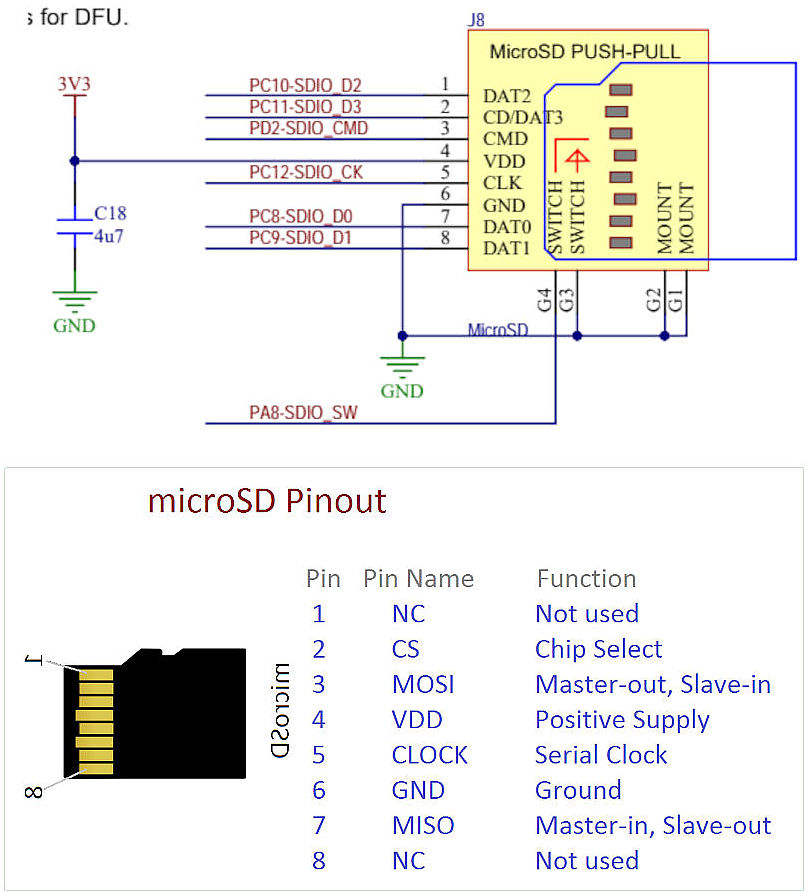 s for DFU.
J8
MicroSD PUSH-PULL
3V3
PC10-SDIO_D2 1 DAT2
PC11-SDIO_D3 2 CD/DAT3
PD2-SDIO_CMD 3 CMD
4 VDD
PC12-SDIO_CK 5 CLK
6 GND
PC8-SDIO_D0 7 DAT0
PC9-SDIO_D1 8 DAT1
SWITCH
SWITCH
MOUNT
MOUNT
C18
4u7
GND
G4
G3
G2
G1
MicroSD
GND
PA8-SDIO_SW
microSD Pinout
Pin Pin Name Function
1 NC Not used
2 CS Chip Select
3 MOSI Master-out, Slave-in
4 VDD Positive Supply
5 CLOCK Serial Clock
6 GND Ground
7 MISO Master-in, Slave-out
8 NC Not used
1
microSD
8